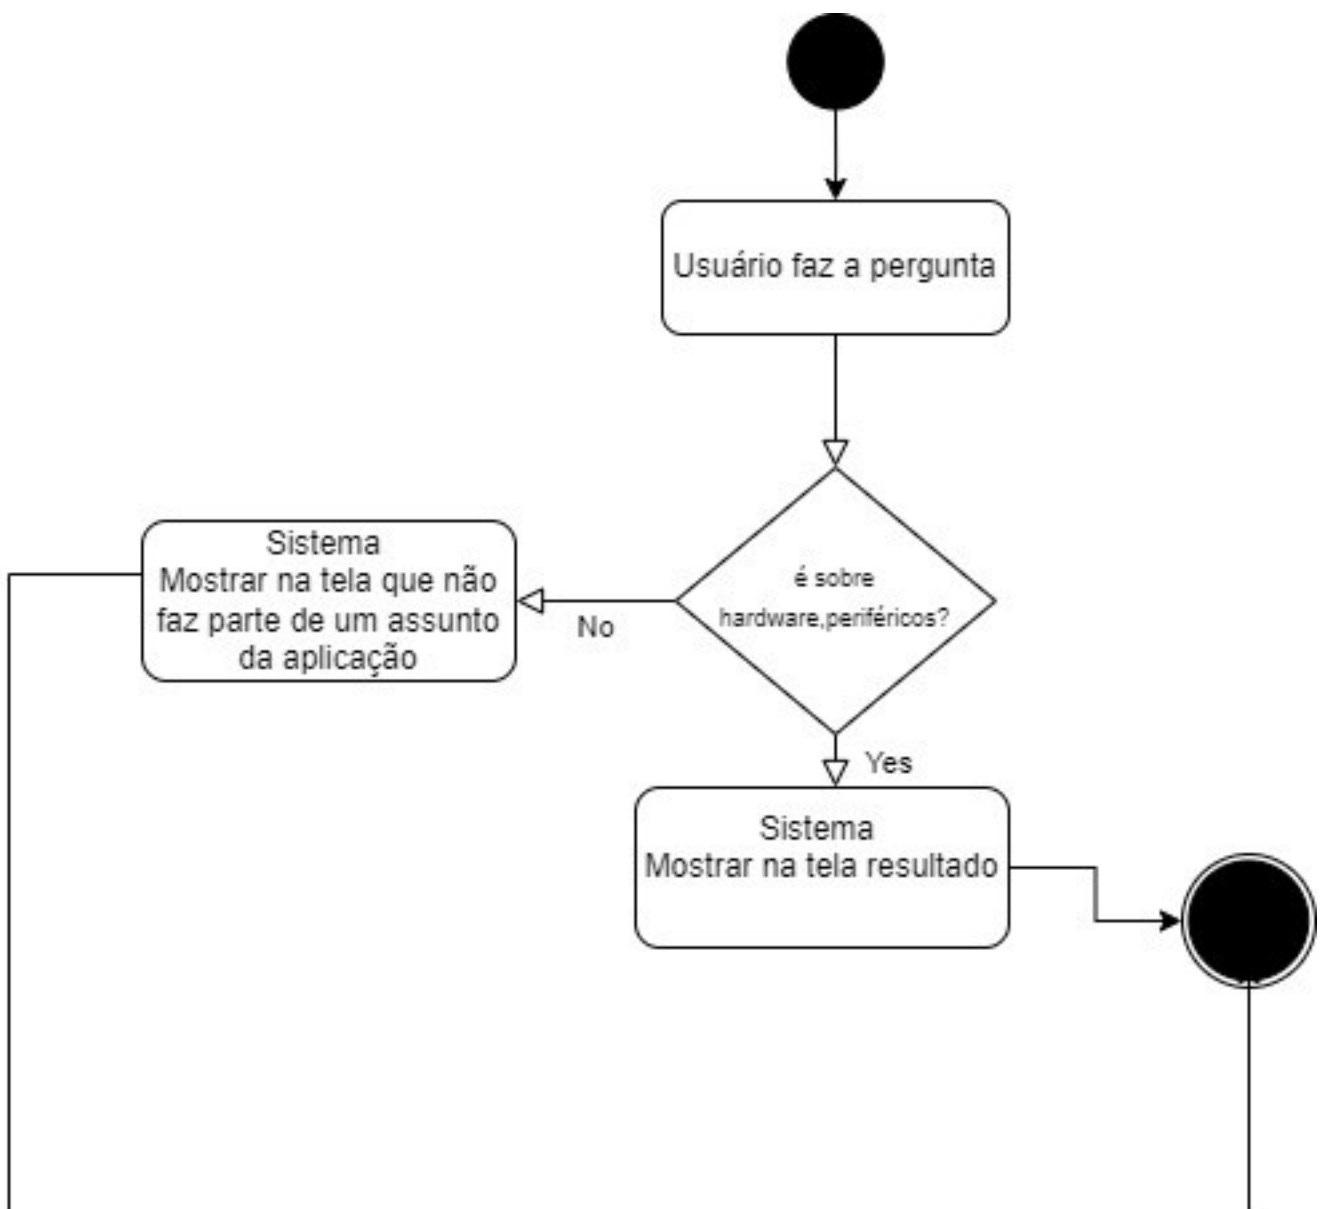 Usuário faz a pergunta
é sobre
hardware,periféricos?
Sistema
Mostrar na tela que não
faz parte de um assunto
da aplicação
No
Yes
Sistema
Mostrar na tela resultado